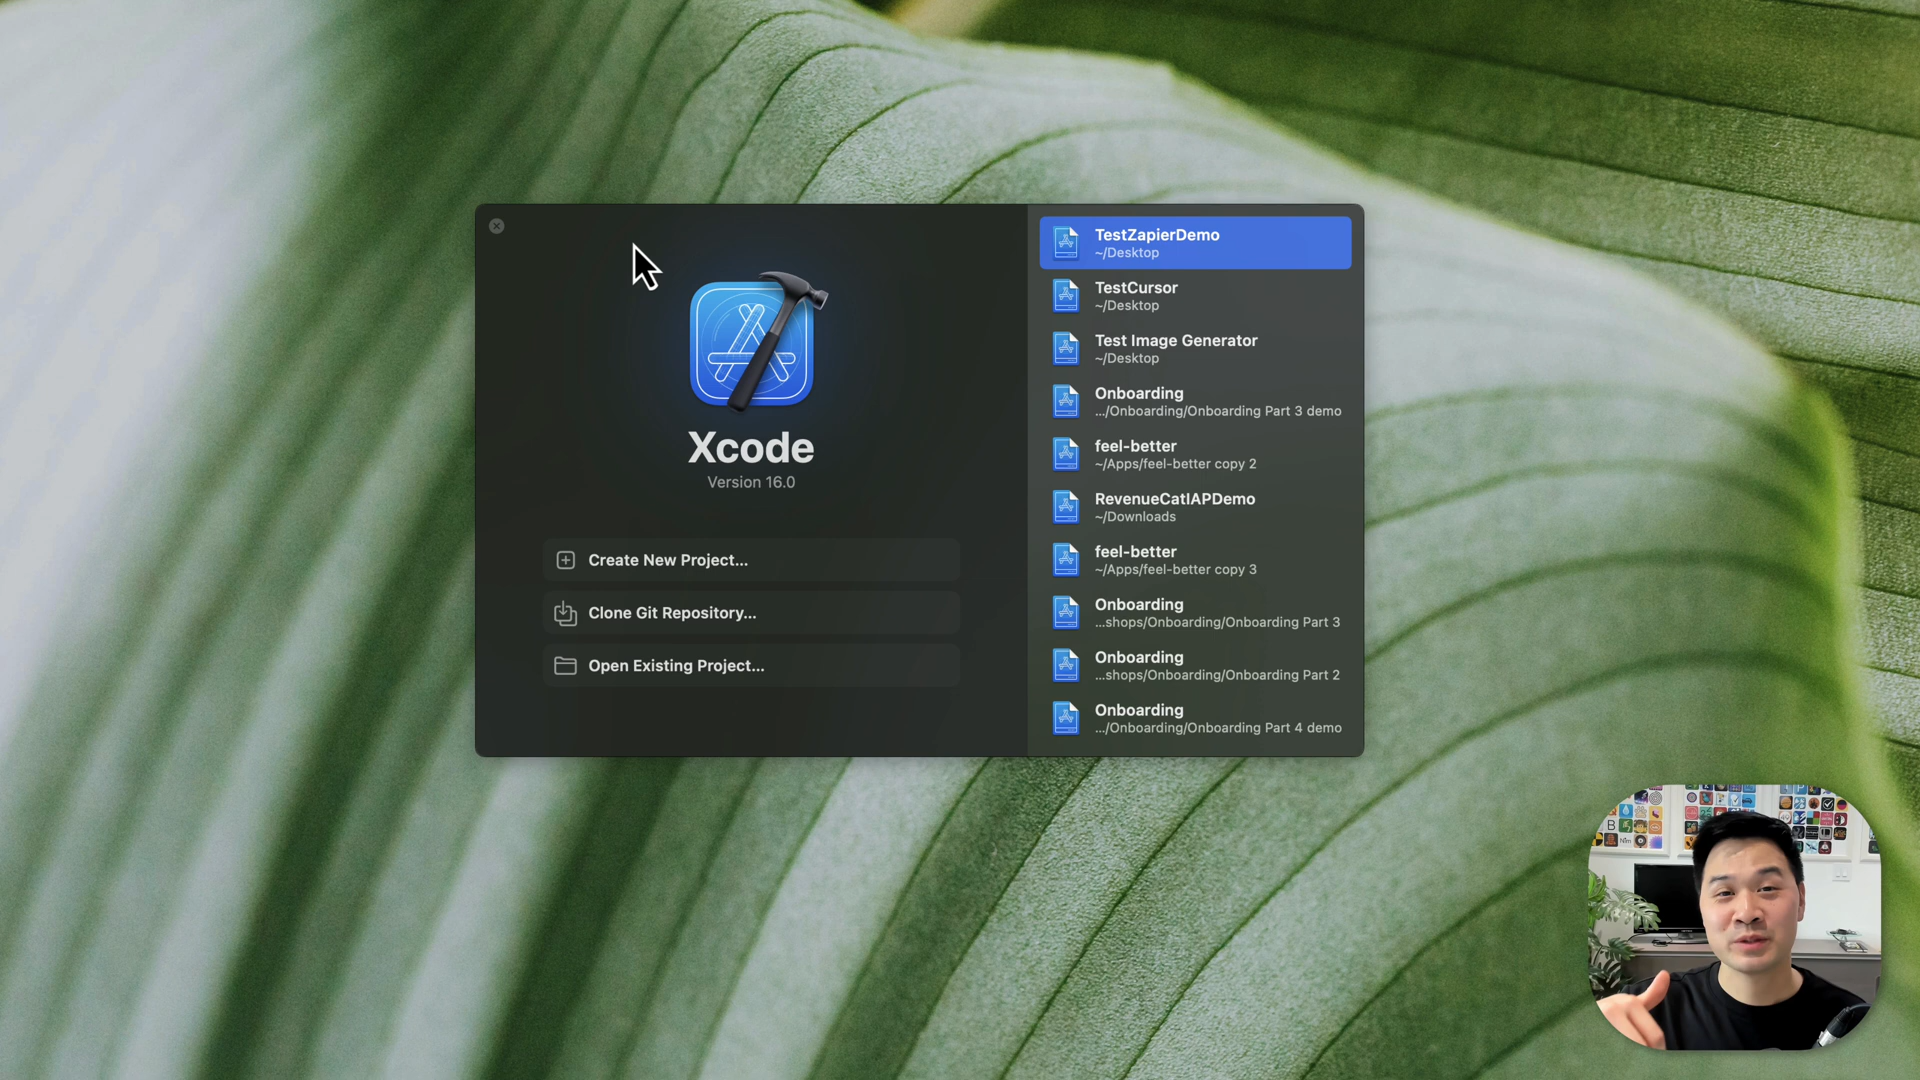 Xcode
Version 16.0
Create New Project...
Clone Git Repository...
Open Existing Project...
TestZapierDemo
~/Desktop
TestCursor
~/Desktop
Test Image Generator
~/Desktop
Onboarding
.../Onboarding/Onboarding Part 3 demo
feel-better
~/Apps/feel-better copy 2
RevenueCatIAPDemo
~/Downloads
feel-better
~/Apps/feel-better copy 3
Onboarding
...shops/Onboarding/Onboarding Part 3
Onboarding
...shops/Onboarding/Onboarding Part 2
Onboarding
.../Onboarding/Onboarding Part 4 demo